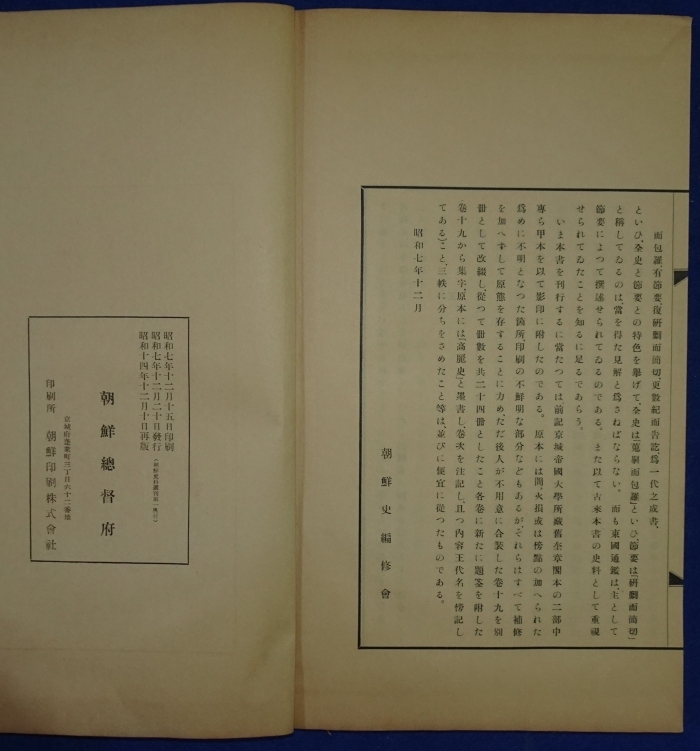 而包羅、有節要、復硏劘而簡切、更數紀而告訖、爲一代之成書、
といひ、全史と節要との特色を擧げて、全史は「蒐羅而包羅」といひ、節要は「硏劘而簡切」
と稱してゐるのは、當を得た見解と爲さねばならない。而も東國通鑑は、主として
節要によつて撰述せられてゐるのである。また以て古來本書の史料として重視
せられてゐたことを知るに足るであらう。
いま本書を刊行するに當たつては、前記京城帝國大學所藏舊奎章閣本の二部中
專ら甲本を以て影印に附したのである。原本には間、火損或は傍點の加へられた
爲めに不明となつた箇所、印刷の不鮮明な部分などもあるが、それらはすべて補修
を加へずして原態を存することに力めた。ただ後人が不用意に合裝した卷十九を別
册として改綴し、從つて册數を共二十四册としたこと各卷に新たに題簽を附した
卷十九から集字、原本には「高麗史」と墨書し、卷次を注記し、且つ內容王代名を傍記し
てある)こと、三帙に分ちをさめたこと等は、並びに便宜に從つたものである。
昭和七年十二月
朝鮮史編修會
昭和七年十二月十五日印刷
昭和七年十二月二十日發行
(朝鮮史料叢刊第一
昭和十四年十二月十日再版
朝鮮總督府
京城府蓬萊町三丁目六十二番地
印刷所 朝鮮印刷株式會社